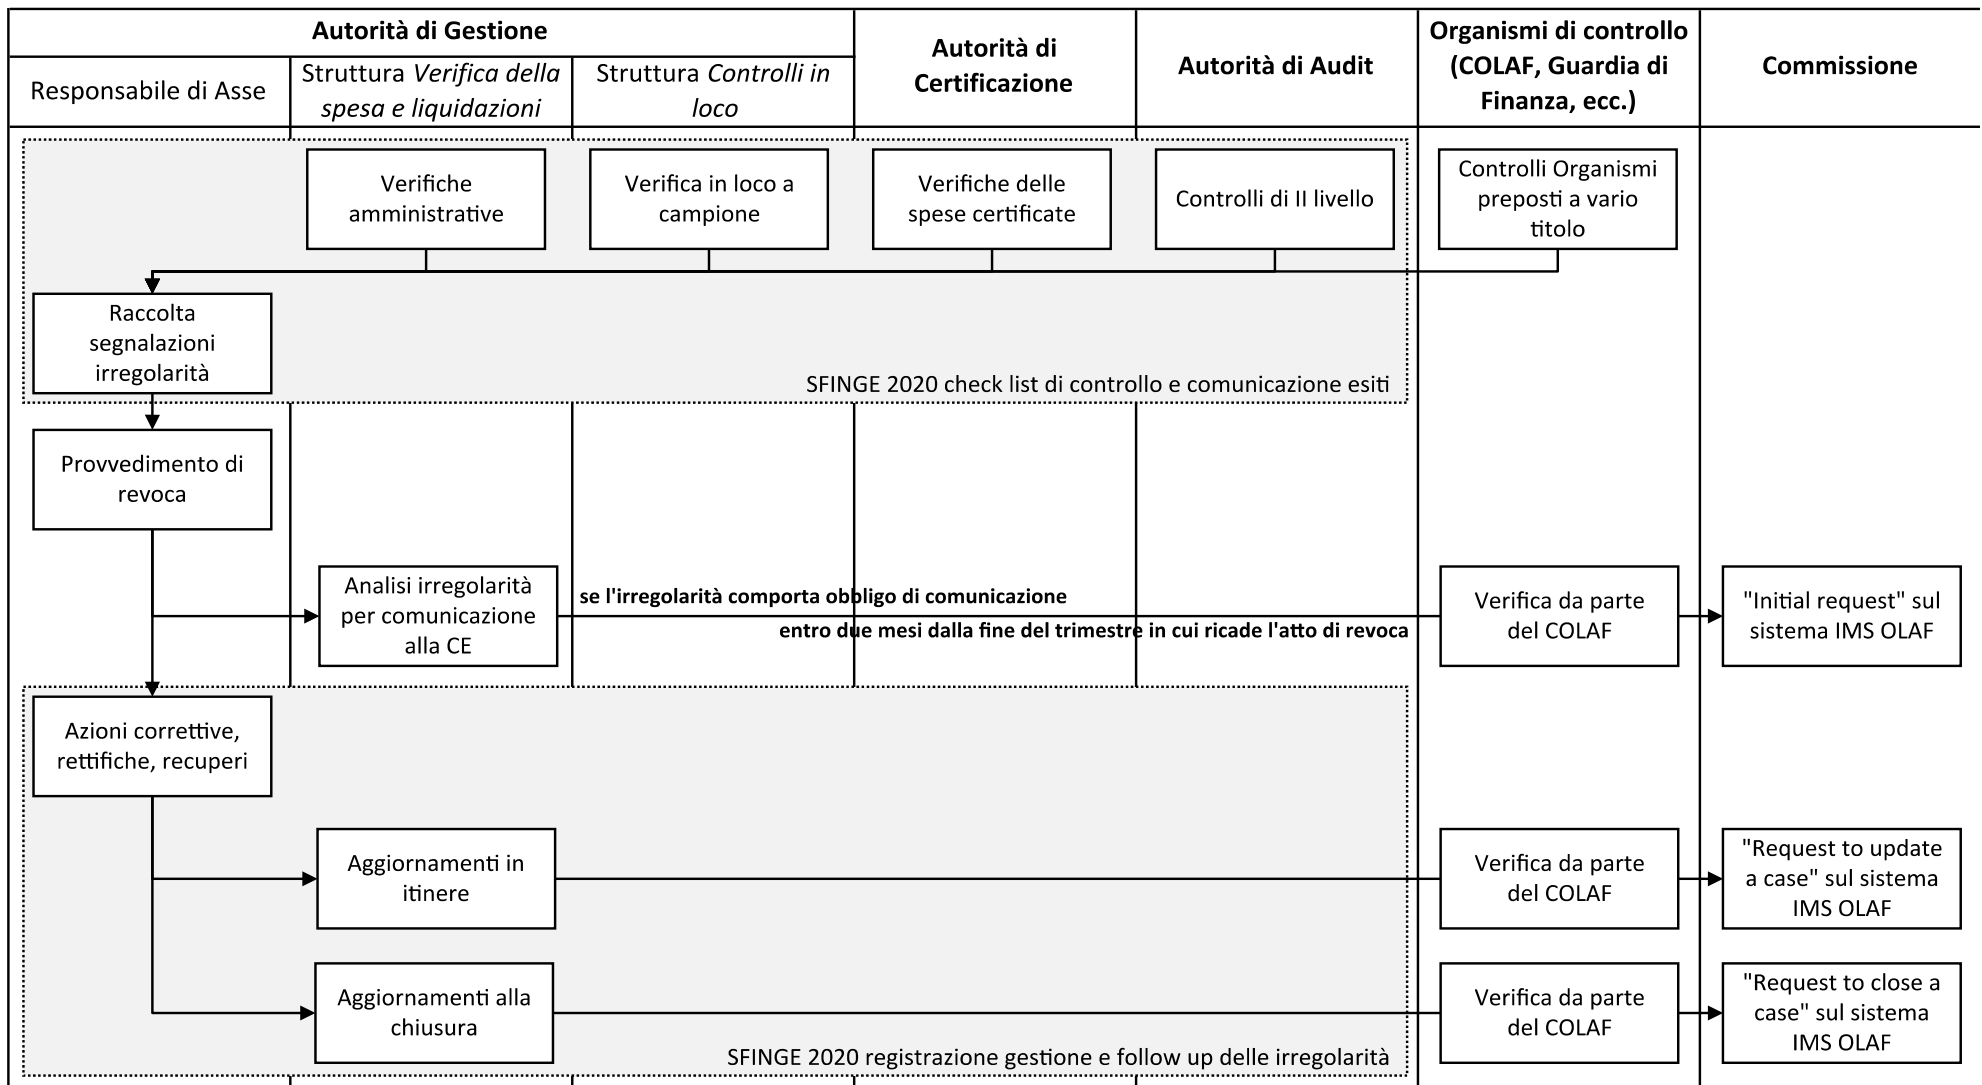 Autorità di Gestione
Responsabile di Asse
Struttura Verifica della
spesa e liquidazioni
Struttura Controlli in
loco
Autorità di
Certificazione
Autorità di Audit
Organismi di controllo
(COLAF, Guardia di
Finanza, ecc.)
Commissione
Verifiche
amministrative
Verifica in loco a
campione
Verifiche delle
spese certificate
Controlli di II livello
Controlli Organismi
preposti a vario
titolo
Raccolta
segnalazioni
irregolarità
SFINGE 2020 check list di controllo e comunicazione esiti
Provvedimento di
revoca
Analisi irregolarità
per comunicazione
alla CE
se l'irregolarità comporta obbligo di comunicazione
entro due mesi dalla fine del trimestre in cui ricade l'atto di revoca
Verifica da parte
del COLAF
"Initial request" sul
sistema IMS OLAF
Azioni correttive,
rettifiche, recuperi
Aggiornamenti in
itinere
Verifica da parte
del COLAF
"Request to update
a case" sul sistema
IMS OLAF
Aggiornamenti alla
chiusura
Verifica da parte
del COLAF
"Request to close a
case" sul sistema
IMS OLAF
SFINGE 2020 registrazione gestione e follow up delle irregolarità